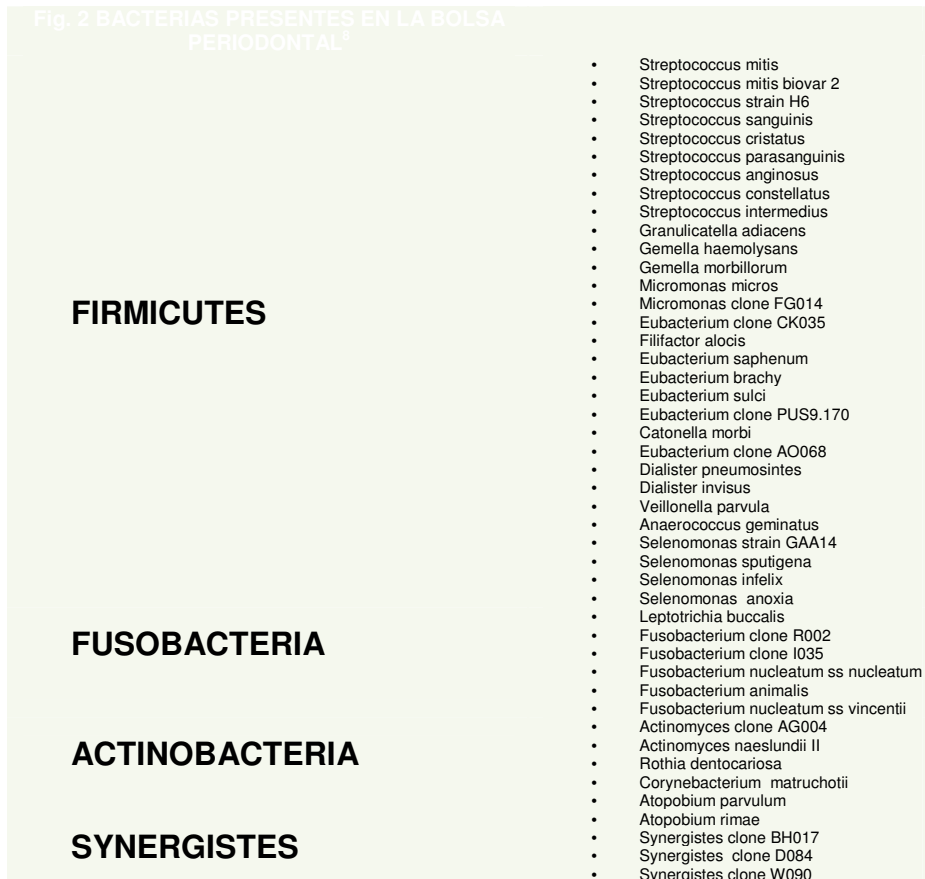 Fig. 2 BACTERIAS PRESENTES EN LA BOLSA
PERIODONTAL⁸
FIRMICUTES
• Streptococcus mitis
• Streptococcus mitis biovar 2
• Streptococcus strain H6
• Streptococcus sanguinis
• Streptococcus cristatus
• Streptococcus parasanguinis
• Streptococcus anginosus
• Streptococcus constellatus
• Streptococcus intermedius
• Granulicatella adiacens
• Gemella haemolysans
• Gemella morbillorum
• Micromonas micros
• Micromonas clone FG014
• Eubacterium clone CK035
• Filifactor alocis
• Eubacterium saphenum
• Eubacterium brachy
• Eubacterium sulci
• Eubacterium clone PUS9.170
• Catonella morbi
• Eubacterium clone AO068
• Dialister pneumosintes
• Dialister invisus
• Veillonella parvula
• Anaerococcus geminatus
• Selenomonas strain GAA14
• Selenomonas sputigena
• Selenomonas infelix
• Selenomonas anoxia
FUSOBACTERIA
• Leptotrichia buccalis
• Fusobacterium clone R002
• Fusobacterium clone I035
• Fusobacterium nucleatum ss nucleatum
• Fusobacterium animalis
• Fusobacterium nucleatum ss vincentii
ACTINOBACTERIA
• Actinomyces clone AG004
• Actinomyces naeslundii II
• Rothia dentocariosa
• Corynebacterium matruchotii
• Atopobium parvulum
• Atopobium rimae
SYNERGISTES
• Synergistes clone BH017
• Synergistes clone D084
• Synergistes clone W090